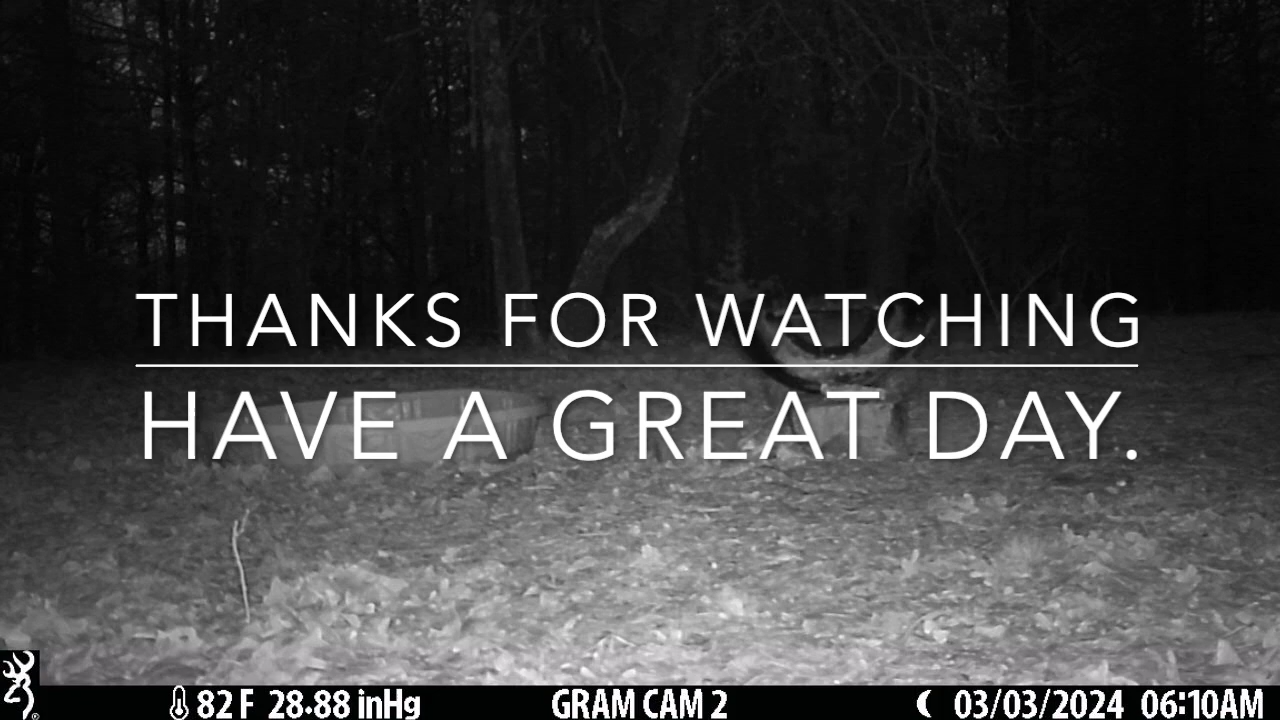 THANKS FOR WATCHING
HAVE A GREAT DAY.
82 F 28.88 inHg GRAM CAM 2 03/03/2024 06:10AM